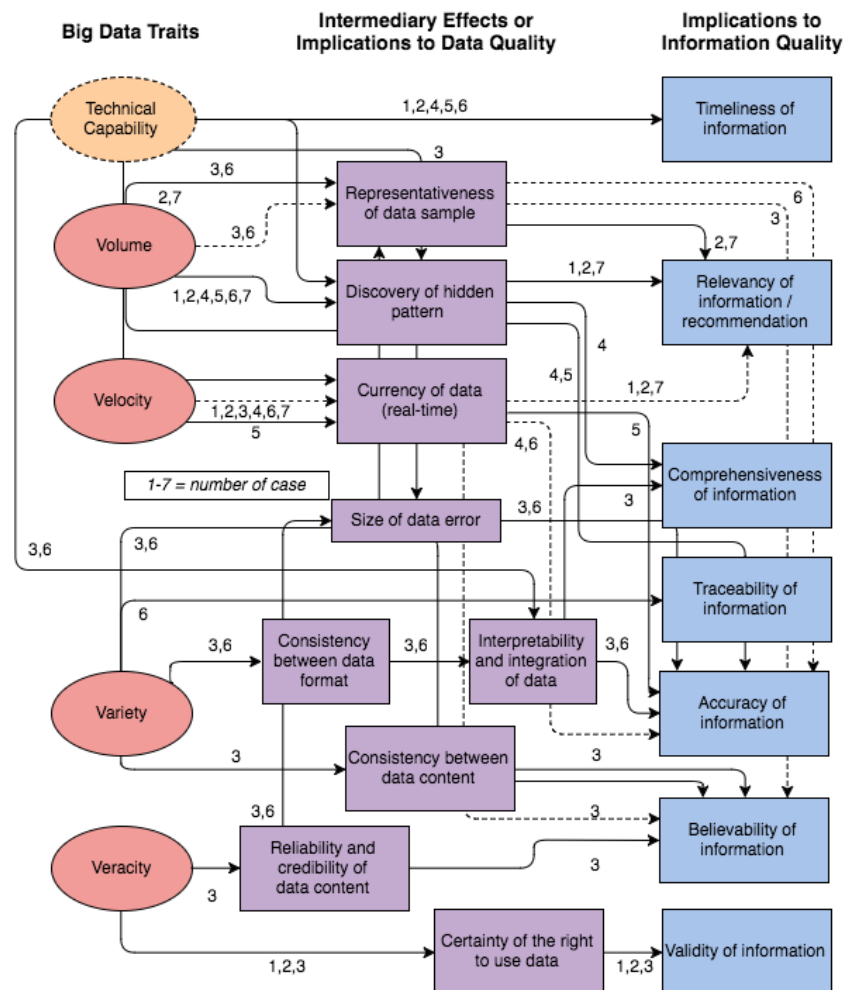 Big Data Traits
Intermediary Effects or
Implications to Data Quality
Implications to
Information Quality
Technical
Capability
1,2,4,5,6
Timeliness of
information
3
3,6
2,7
Representativeness
of data sample
6
3
Volume
3,6
2,7
1,2,4,5,6,7
Discovery of hidden
pattern
1,2,7
Relevancy of
information /
recommendation
4
4,5
Velocity
1,2,3,4,6,7
5
Currency of data
(real-time)
1,2,7
5
4,6
1-7 = number of case
Comprehensiveness
of information
3,6
3
Size of data error
3,6
3,6
Traceability of
information
6
3,6
Consistency
between data
format
3,6
Interpretability
and integration
of data
3,6
Variety
Accuracy of
information
3
Consistency between
data content
3
3,6
3
Believability of
information
Veracity
3
Reliability and
credibility of
data content
3
Certainty of the right
to use data
1,2,3
1,2,3
Validity of information